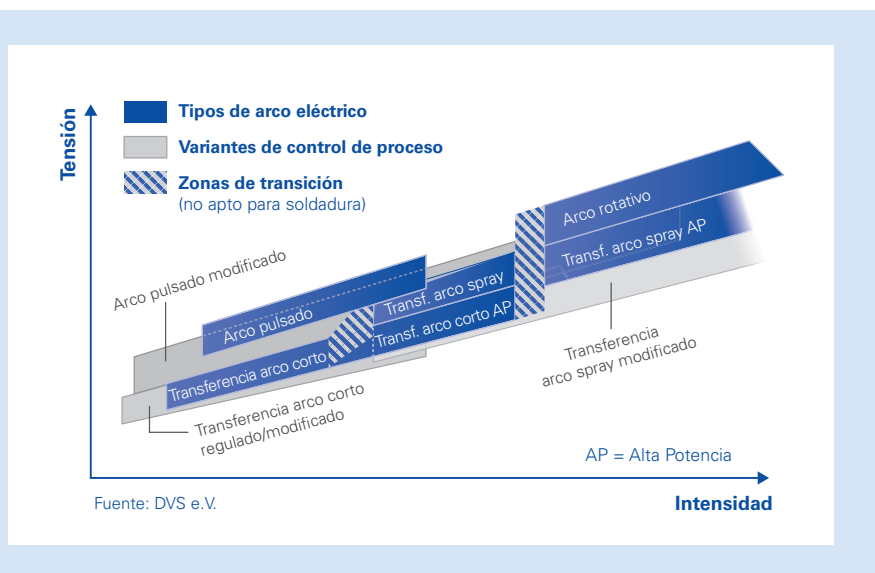 Tensión
Tipos de arco eléctrico
Variantes de control de proceso
Zonas de transición
(no apto para soldadura)
Arco pulsado modificado
Arco pulsado
Transferencia arco corto
Transferencia arco corto
regulado/modificado
Transf. arco spray
Transf. arco corto AP
Arco rotativo
Transf. arco spray AP
Transferencia
arco spray modificado
AP = Alta Potencia
Fuente: DVS e.V.
Intensidad